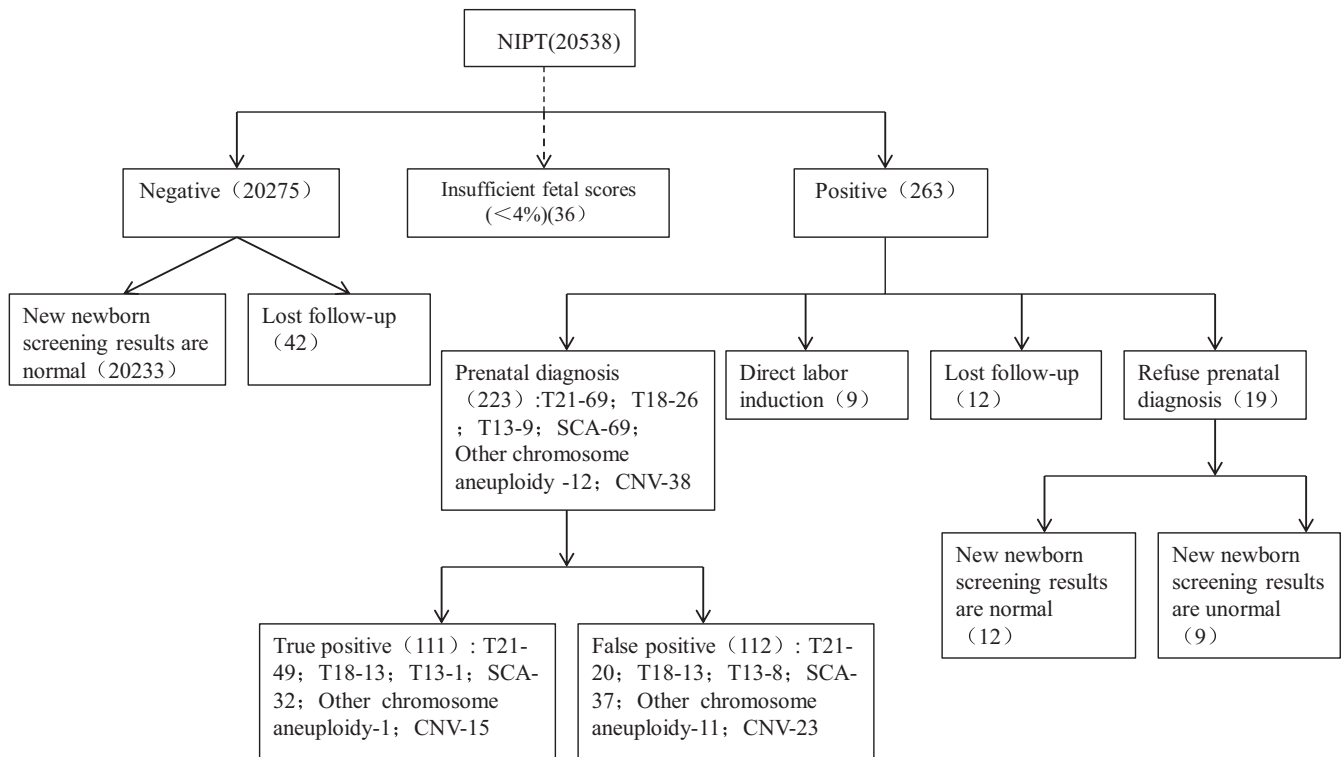 NIPT(20538)
Negative（20275）
Insufficient fetal scores
(＜4%)(36）
Positive（263）
New newborn
screening results are
normal（20233）
Lost follow-up
（42）
Prenatal diagnosis
（223）:T21-69；T18-26
；T13-9；SCA-69；
Other chromosome
aneuploidy -12；CNV-38
Direct labor
induction（9）
Lost follow-up
（12）
Refuse prenatal
diagnosis（19）
New newborn
screening results
are normal
（12）
New newborn
screening results
are unormal
（9）
True positive（111）: T21-
49；T18-13；T13-1；SCA-
32；Other chromosome
aneuploidy-1；CNV-15
False positive（112）: T21-
20；T18-13；T13-8；SCA-
37；Other chromosome
aneuploidy-11；CNV-23